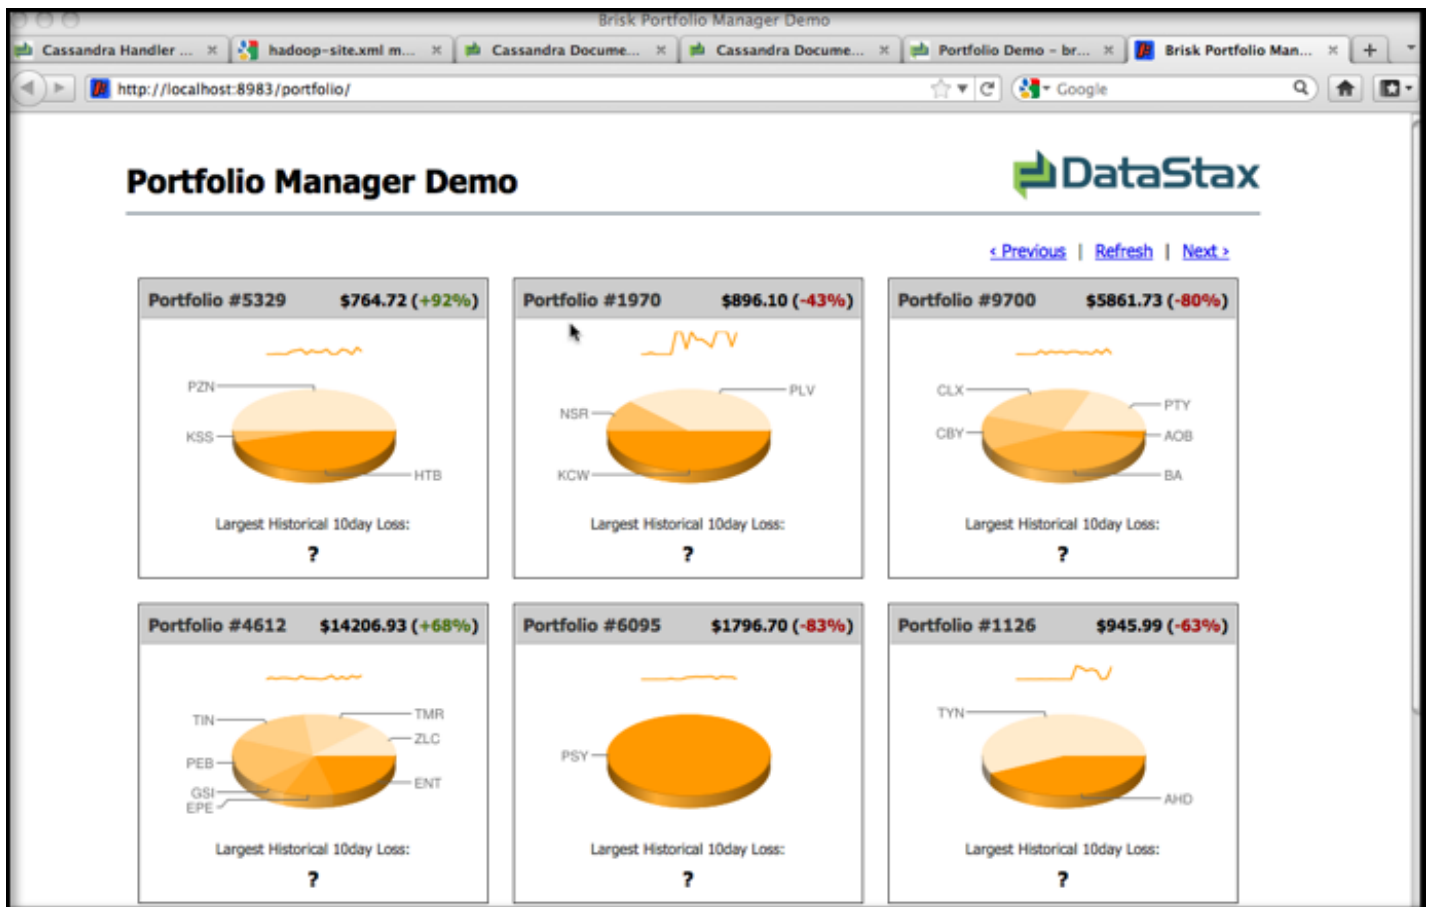 Brisk Portfolio Manager Demo
Cassandra Handler ... hadoop-site.xml m... Cassandra Docume... Cassandra Docume... Portfolio Demo - br... Brisk Portfolio Man...
http://localhost:8983/portfolio/ Google
Portfolio Manager Demo
DataStax
< Previous | Refresh | Next >
Portfolio #5329 $764.72 (+92%)
PZN
KSS
HTB
Largest Historical 10day Loss:
?
Portfolio #1970 $896.10 (-43%)
PLV
NSR
KCW
Largest Historical 10day Loss:
?
Portfolio #9700 $5861.73 (-80%)
CLX
PTY
CBY
AOB
BA
Largest Historical 10day Loss:
?
Portfolio #4612 $14206.93 (+68%)
TIN
TMR
ZLC
PEB
ENT
GSI
EPE
Largest Historical 10day Loss:
?
Portfolio #6095 $1796.70 (-83%)
PSY
Largest Historical 10day Loss:
?
Portfolio #1126 $945.99 (-63%)
TYN
AHD
Largest Historical 10day Loss:
?